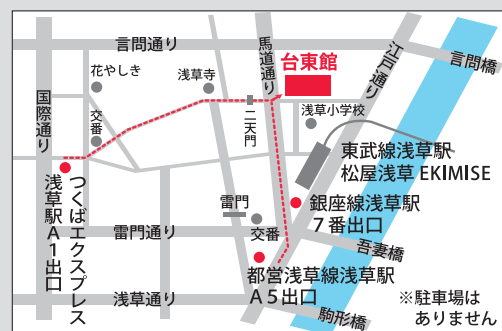 言問通り
馬道通り
江戸通り
言問橋
花やしき
浅草寺
台東館
国際通り
交番
二天門
浅草小学校
東武線浅草駅
松屋浅草 EKIMISE
つくばエクスプレス
浅草駅A1出口
雷門
銀座線浅草駅
7番出口
雷門通り
交番
吾妻橋
都営浅草線浅草駅
A5出口
浅草通り
駒形橋
※駐車場は
ありません